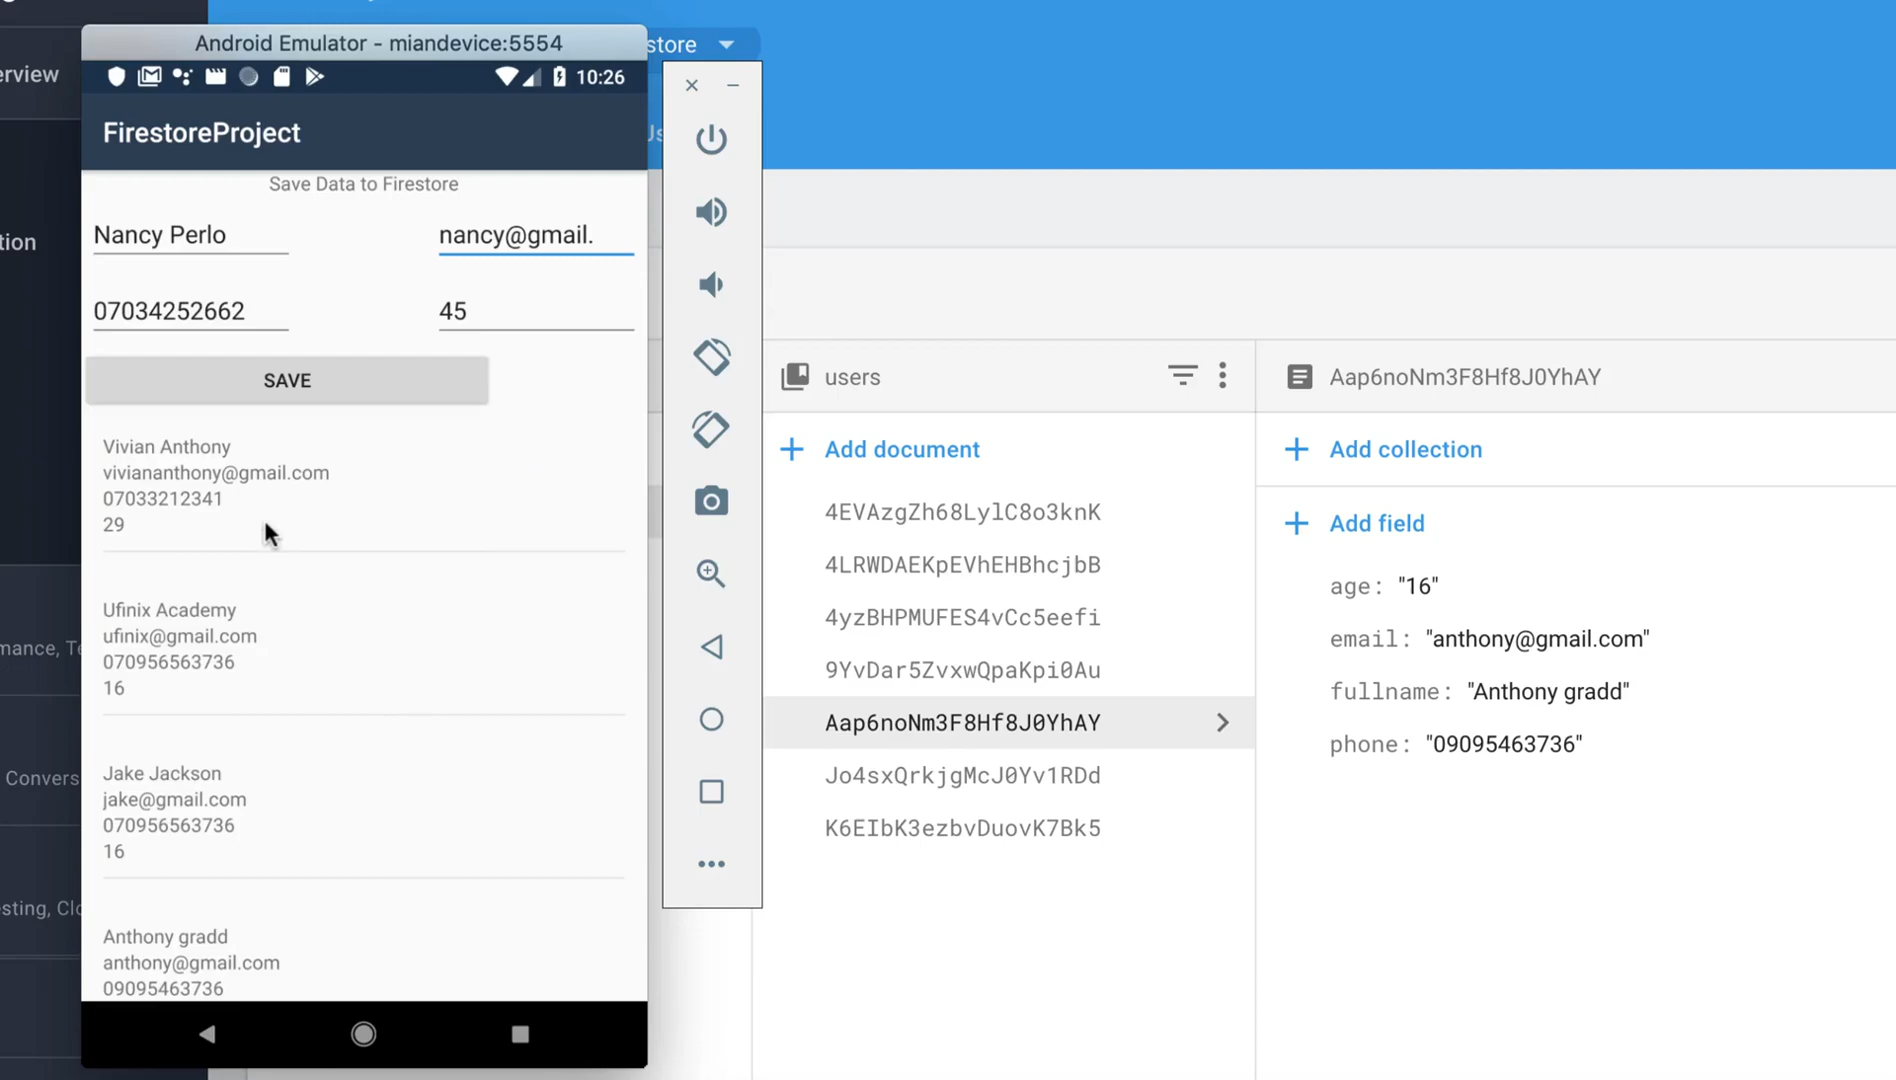 Android Emulator - miandevice:5554
store
erview
10:26
FirestoreProject
Save Data to Firestore
Nancy Perlo
nancy@gmail.
tion
07034252662
45
SAVE
users
Aap6noNm3F8Hf8J0YhAY
Vivian Anthony
viviananthony@gmail.com
07033212341
29
Add document
Add collection
4EVAzgZh68LylC8o3knK
Add field
4LRWDAEKpEVhEHBhcjbB
age: "16"
4yzBHPMUFES4vCc5eefi
email: "anthony@gmail.com"
Ufinix Academy
ufinix@gmail.com
070956563736
16
mance, Te
9YvDar5ZvxwQpaKpi0Au
fullname: "Anthony gradd"
Aap6noNm3F8Hf8J0YhAY
phone: "09095463736"
Jake Jackson
jake@gmail.com
070956563736
16
Convers
Jo4sxQrkjgMcJ0Yv1RDd
K6EIbK3ezbvDuovK7Bk5
esting, Clo
Anthony gradd
anthony@gmail.com
09095463736